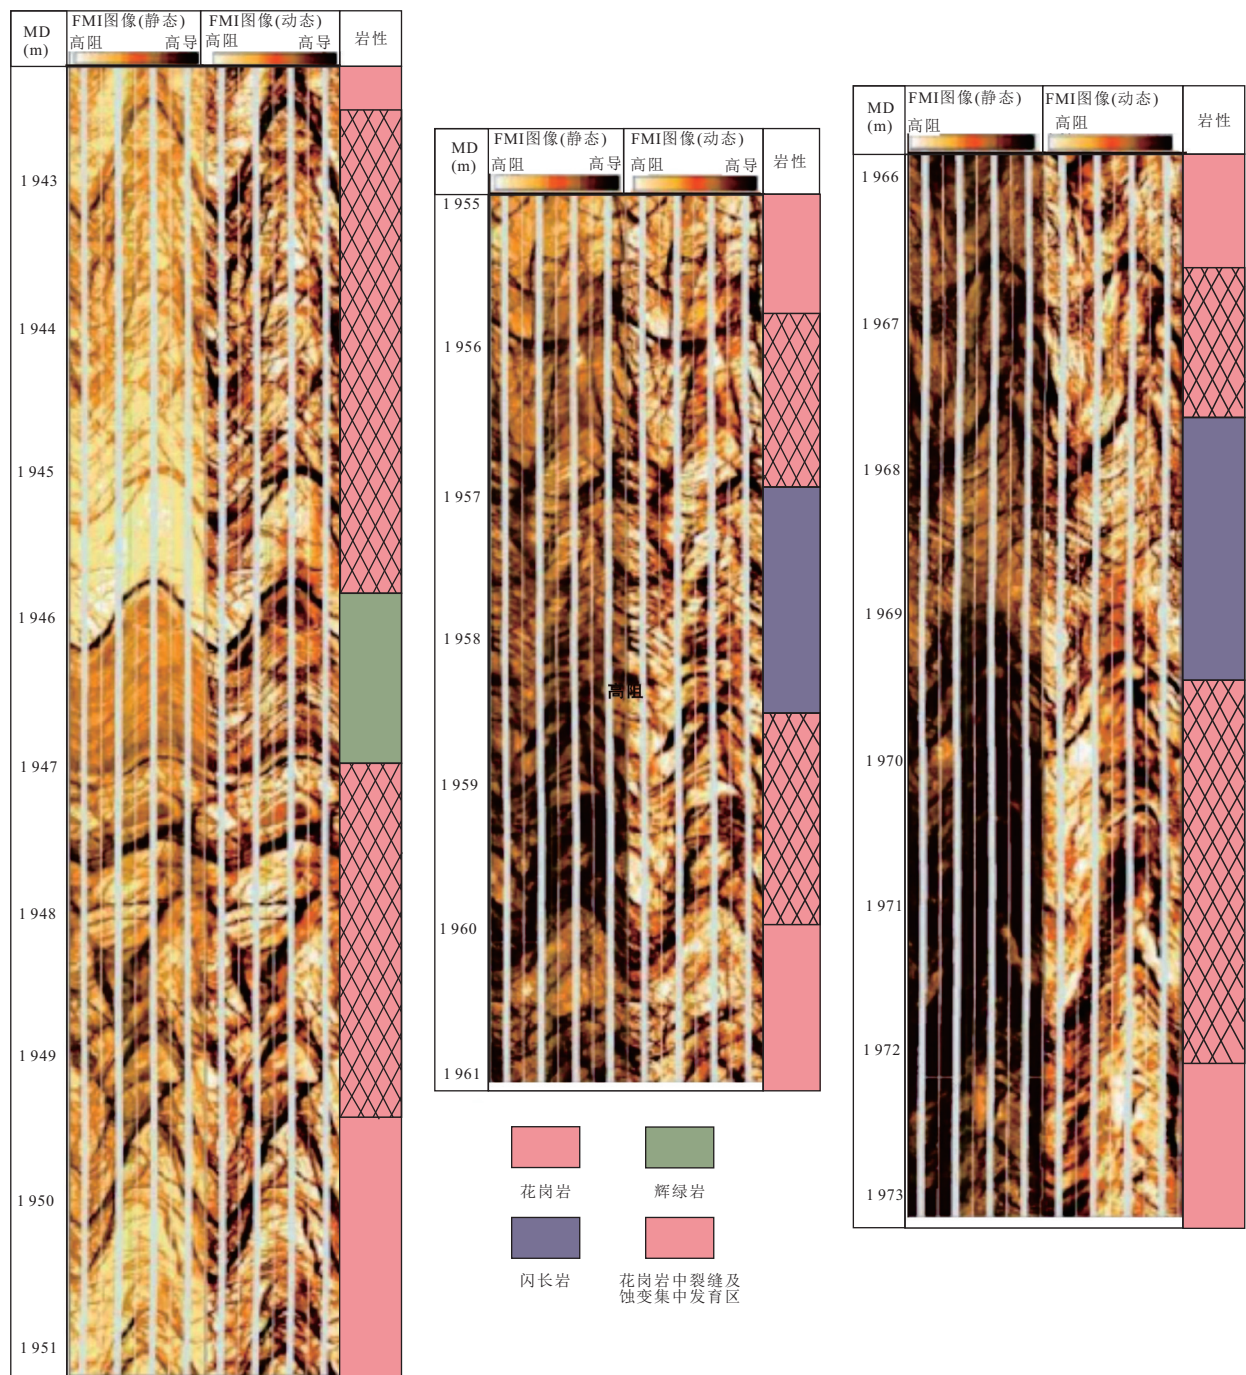 MD
(m)
FMI图像(静态)
高阻 高导
FMI图像(动态)
高阻 高导
岩性
1 943
1 944
1 945
1 946
1 947
1 948
1 949
1 950
1 951
MD
(m)
FMI图像(静态)
高阻 高导
FMI图像(动态)
高阻 高导
岩性
1 955
1 956
1 957
1 958
高阻
1 959
1 960
1 961
MD
(m)
FMI图像(静态)
高阻
FMI图像(动态)
高阻
岩性
1 966
1 967
1 968
1 969
1 970
1 971
1 972
1 973
花岗岩
辉绿岩
闪长岩
花岗岩中裂缝及
蚀变集中发育区